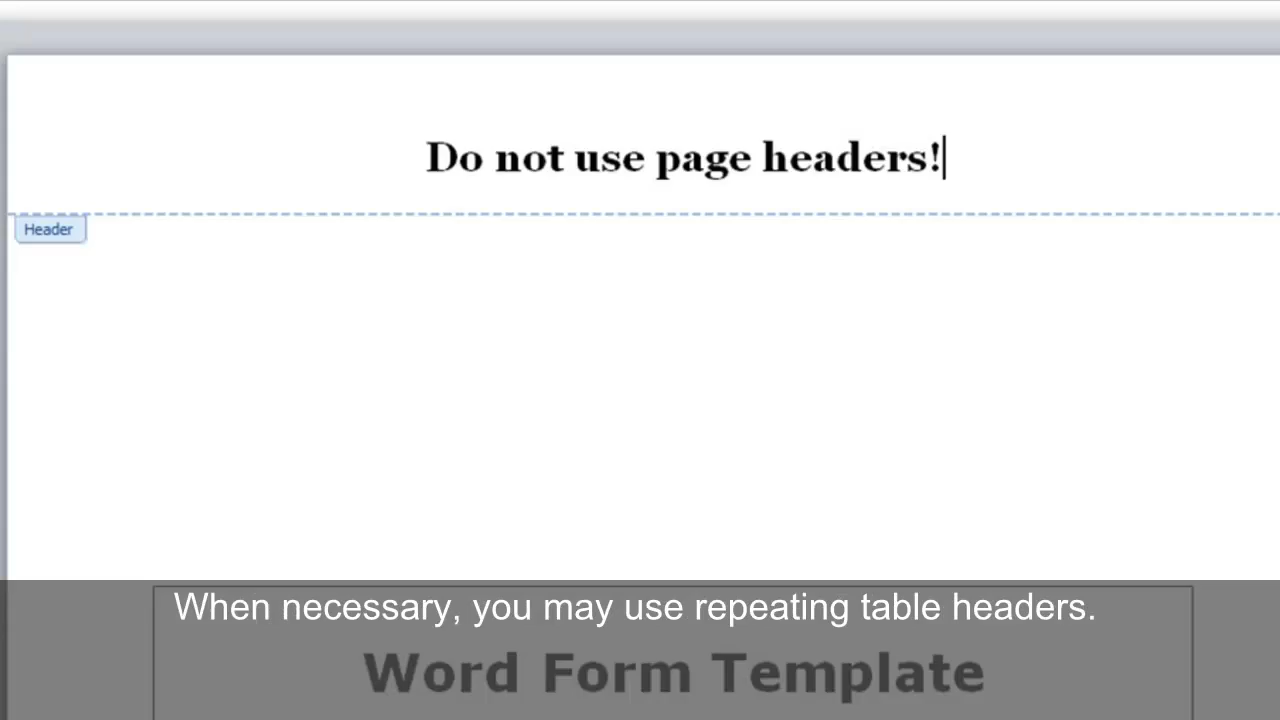 Do not use page headers!
Header
When necessary, you may use repeating table headers.
Word Form Template